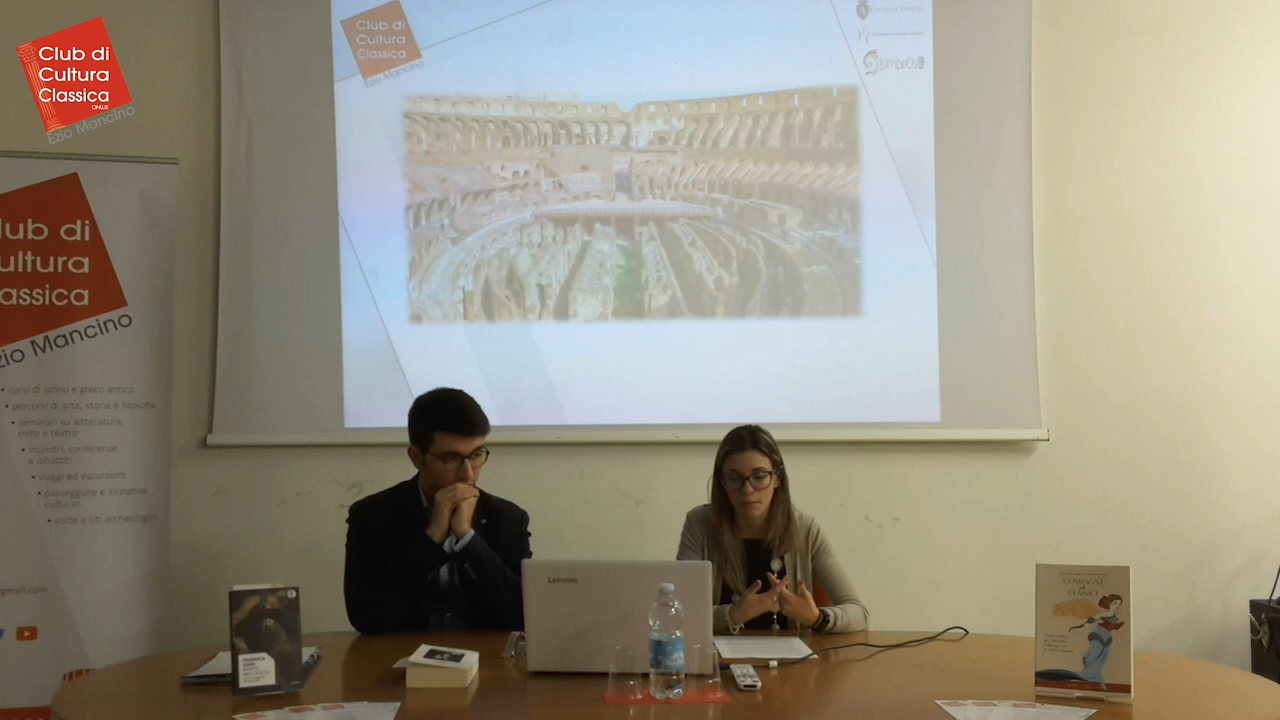 Club di
Cultura
Classica
ONLUS
Ezio Mancino
Club di
Cultura
Classica
Ezio Mancino
lub di
ultura
lassica
zio Mancino
• corsi di latino e greco antico
• percorsi di arte, storia e filosofia
• seminari su letteratura,
mito e teatro
• incontri, conferenze
e dibattiti
• viaggi ed escursioni
• passeggiate e iniziative
culturali
• visite a siti archeologici
gmail.com
Lenovo
COMPAGNI
CLASSICI